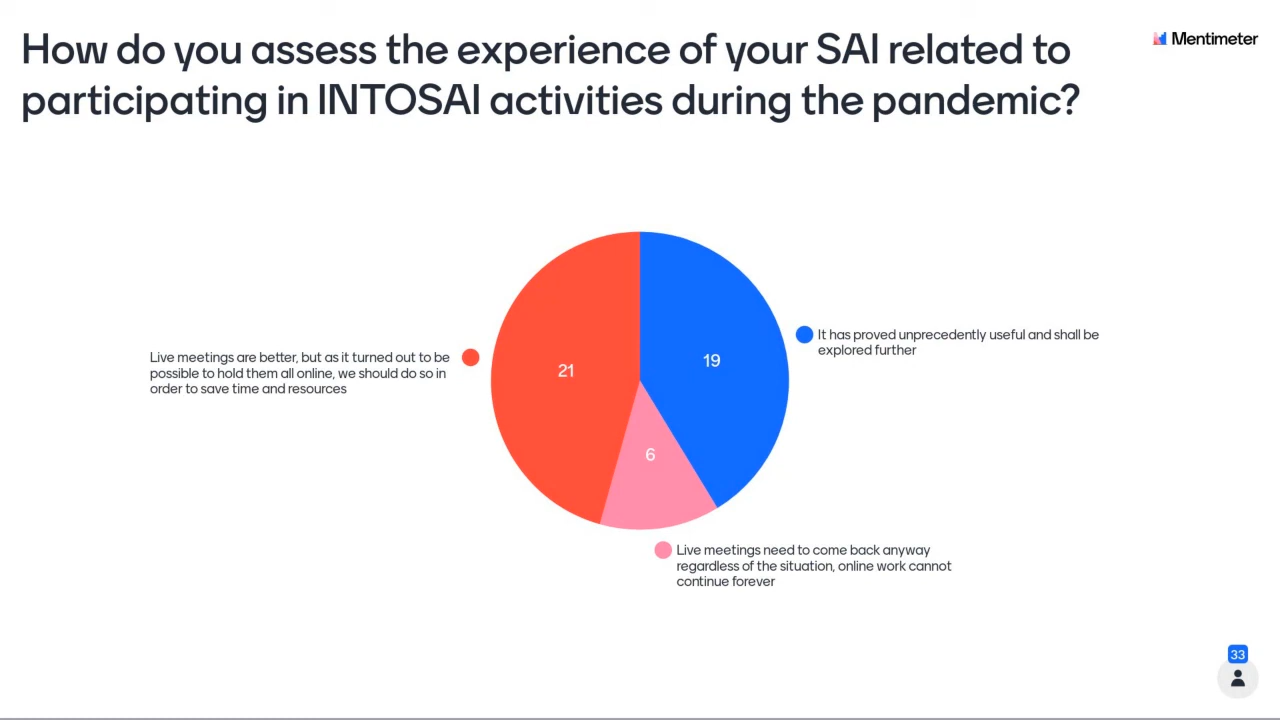 How do you assess the experience of your SAI related to
participating in INTOSAI activities during the pandemic?
Mentimeter
Live meetings are better, but as it turned out to be
possible to hold them all online, we should do so in
order to save time and resources
21
19
6
It has proved unprecedently useful and shall be
explored further
Live meetings need to come back anyway
regardless of the situation, online work cannot
continue forever
33